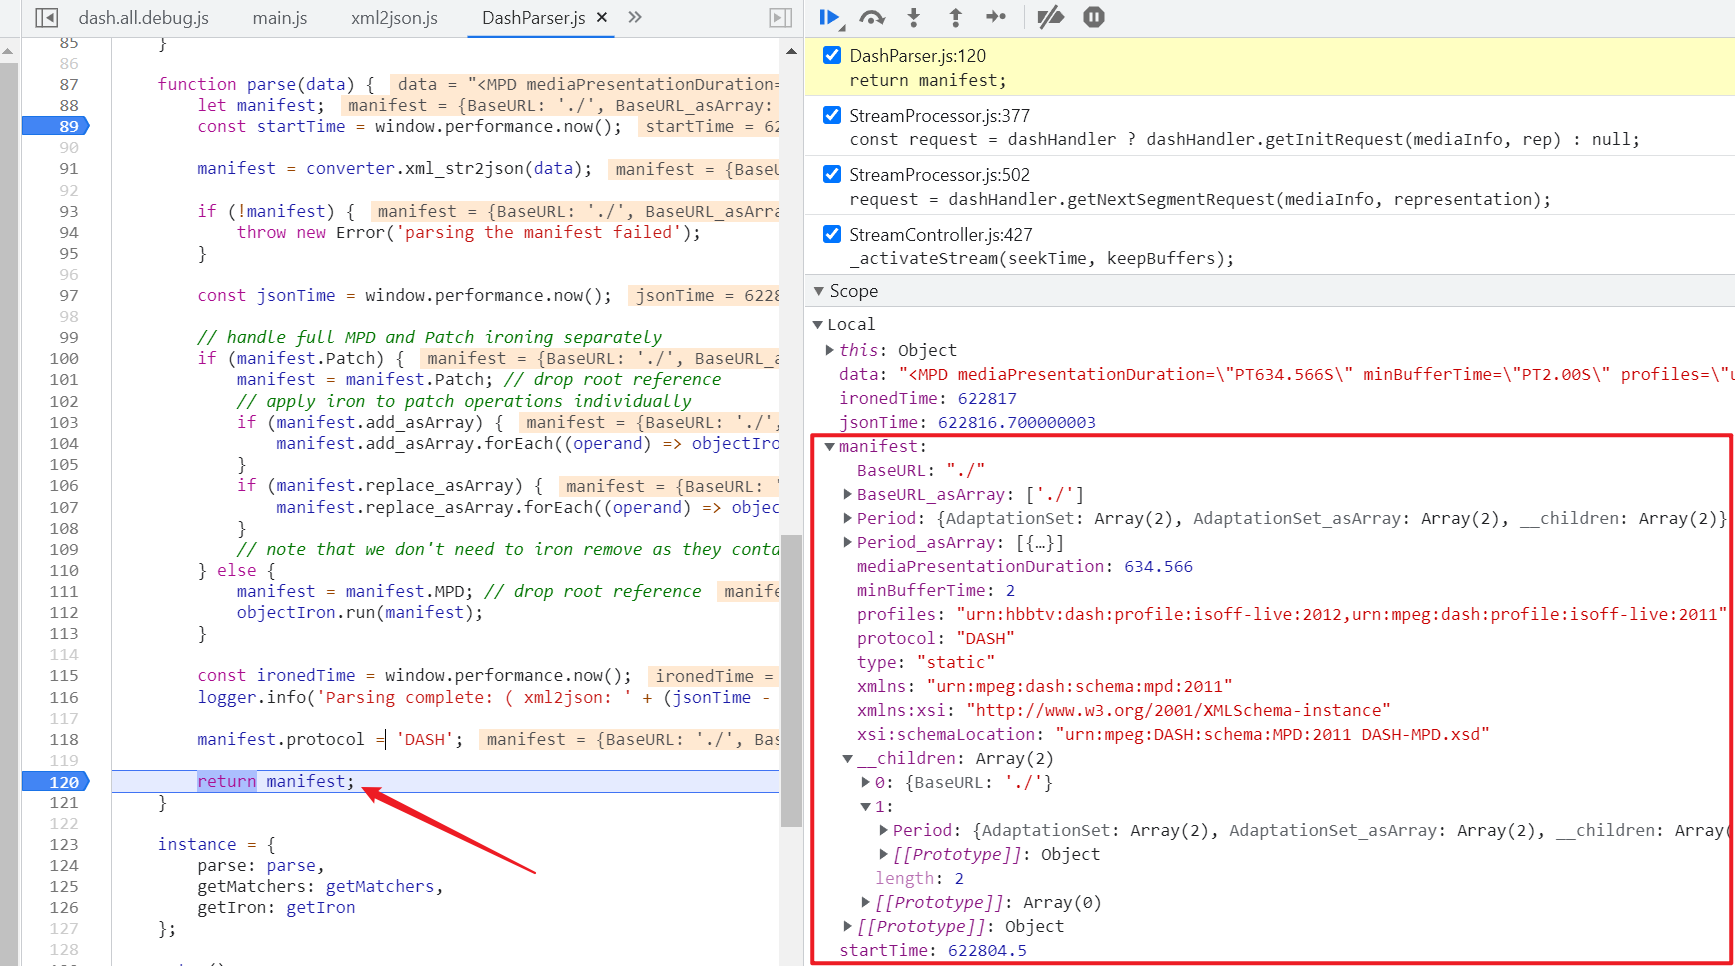 dash.all.debug.js main.js xml2json.js DashParser.js × »
85 }
86
87 function parse(data) { data = "<MPD mediaPresentationDuration=
88 let manifest; manifest = {BaseURL: './', BaseURL_asArray:
89 const startTime = window.performance.now(); startTime = 62
90
91 manifest = converter.xml_str2json(data); manifest = {BaseU
92
93 if (!manifest) { manifest = {BaseURL: './', BaseURL_asArra
94 throw new Error('parsing the manifest failed');
95 }
96
97 const jsonTime = window.performance.now(); jsonTime = 6228
98
99 // handle full MPD and Patch ironing separately
100 if (manifest.Patch) { manifest = {BaseURL: './', BaseURL_a
101 manifest = manifest.Patch; // drop root reference
102 // apply iron to patch operations individually
103 if (manifest.add_asArray) { manifest = {BaseURL: './',
104 manifest.add_asArray.forEach((operand) => objectIro
105 }
106 if (manifest.replace_asArray) { manifest = {BaseURL: '
107 manifest.replace_asArray.forEach((operand) => objec
108 }
109 // note that we don't need to iron remove as they conta
110 } else {
111 manifest = manifest.MPD; // drop root reference manife
112 objectIron.run(manifest);
113 }
114
115 const ironedTime = window.performance.now(); ironedTime =
116 logger.info('Parsing complete: ( xml2json: ' + (jsonTime -
117
118 manifest.protocol = 'DASH'; manifest = {BaseURL: './', Bas
119
120 return manifest;
121 }
122
123 instance = {
124 parse: parse,
125 getMatchers: getMatchers,
126 getIron: getIron
127 };
128
DashParser.js:120
return manifest;
StreamProcessor.js:377
const request = dashHandler ? dashHandler.getInitRequest(mediaInfo, rep) : null;
StreamProcessor.js:502
request = dashHandler.getNextSegmentRequest(mediaInfo, representation);
StreamController.js:427
_activateStream(seekTime, keepBuffers);
Scope
Local
this: Object
data: "<MPD mediaPresentationDuration=\"PT634.566S\" minBufferTime=\"PT2.00S\" profiles=\"u
ironedTime: 622817
jsonTime: 622816.700000003
manifest:
BaseURL: "./"
BaseURL_asArray: ['./']
Period: {AdaptationSet: Array(2), AdaptationSet_asArray: Array(2), __children: Array(2)}
Period_asArray: [{…}]
mediaPresentationDuration: 634.566
minBufferTime: 2
profiles: "urn:hbbtv:dash:profile:isoff-live:2012,urn:mpeg:dash:profile:isoff-live:2011"
protocol: "DASH"
type: "static"
xmlns: "urn:mpeg:dash:schema:mpd:2011"
xmlns:xsi: "http://www.w3.org/2001/XMLSchema-instance"
xsi:schemaLocation: "urn:mpeg:DASH:schema:MPD:2011 DASH-MPD.xsd"
__children: Array(2)
0: {BaseURL: './'}
1:
Period: {AdaptationSet: Array(2), AdaptationSet_asArray: Array(2), __children: Array(
[[Prototype]]: Object
length: 2
[[Prototype]]: Array(0)
[[Prototype]]: Object
startTime: 622804.5